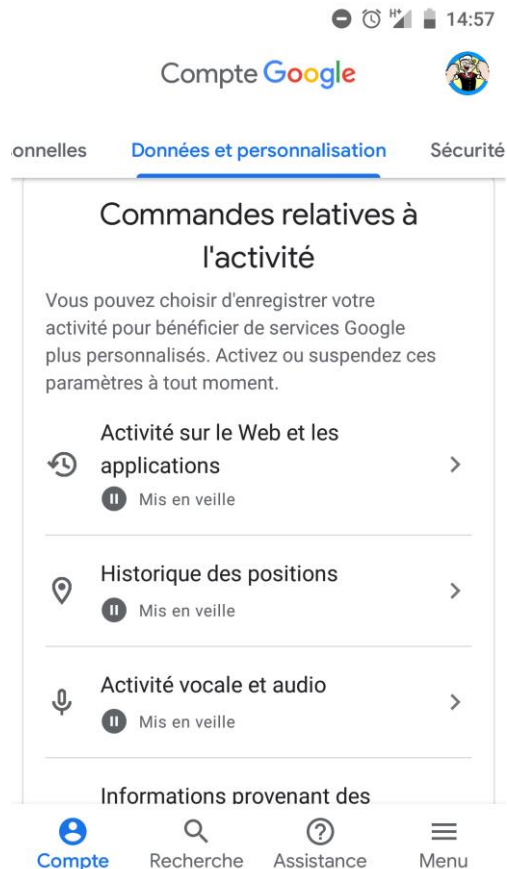 H+ 14:57
Compte Google
onnelles Données et personnalisation Sécurité
Commandes relatives à
l'activité
Vous pouvez choisir d'enregistrer votre
activité pour bénéficier de services Google
plus personnalisés. Activez ou suspendez ces
paramètres à tout moment.
Activité sur le Web et les
applications
Mis en veille
Historique des positions
Mis en veille
Activité vocale et audio
Mis en veille
Informations provenant des
Compte Recherche Assistance Menu